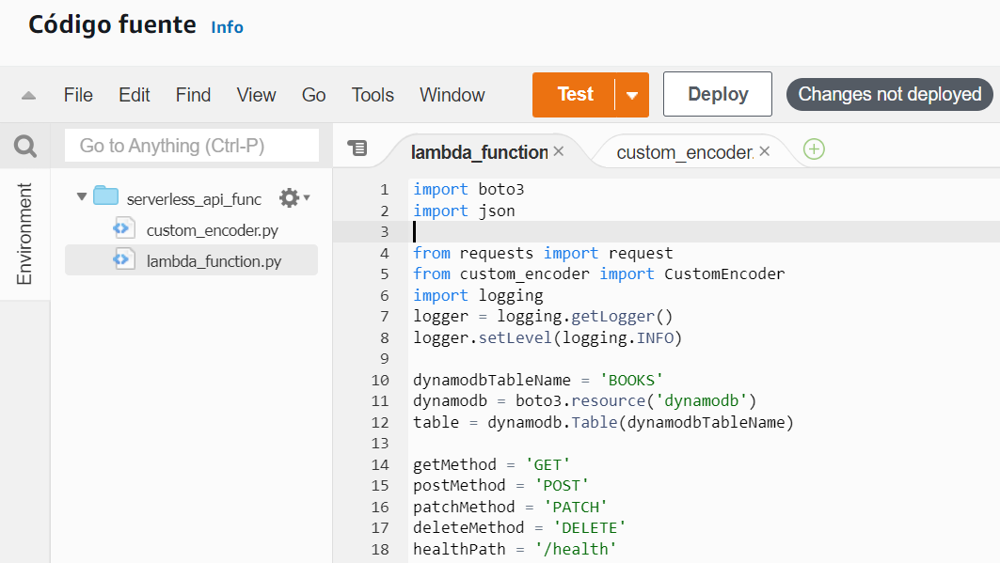 Código fuente Info
File Edit Find View Go Tools Window Test Deploy Changes not deployed
Go to Anything (Ctrl-P)
Environment
serverless_api_func
custom_encoder.py
lambda_function.py
lambda_function × custom_encoder. ×
1 import boto3
2 import json
3
4 from requests import request
5 from custom_encoder import CustomEncoder
6 import logging
7 logger = logging.getLogger()
8 logger.setLevel(logging.INFO)
9
10 dynamodbTableName = 'BOOKS'
11 dynamodb = boto3.resource('dynamodb')
12 table = dynamodb.Table(dynamodbTableName)
13
14 getMethod = 'GET'
15 postMethod = 'POST'
16 patchMethod = 'PATCH'
17 deleteMethod = 'DELETE'
18 healthPath = '/health'